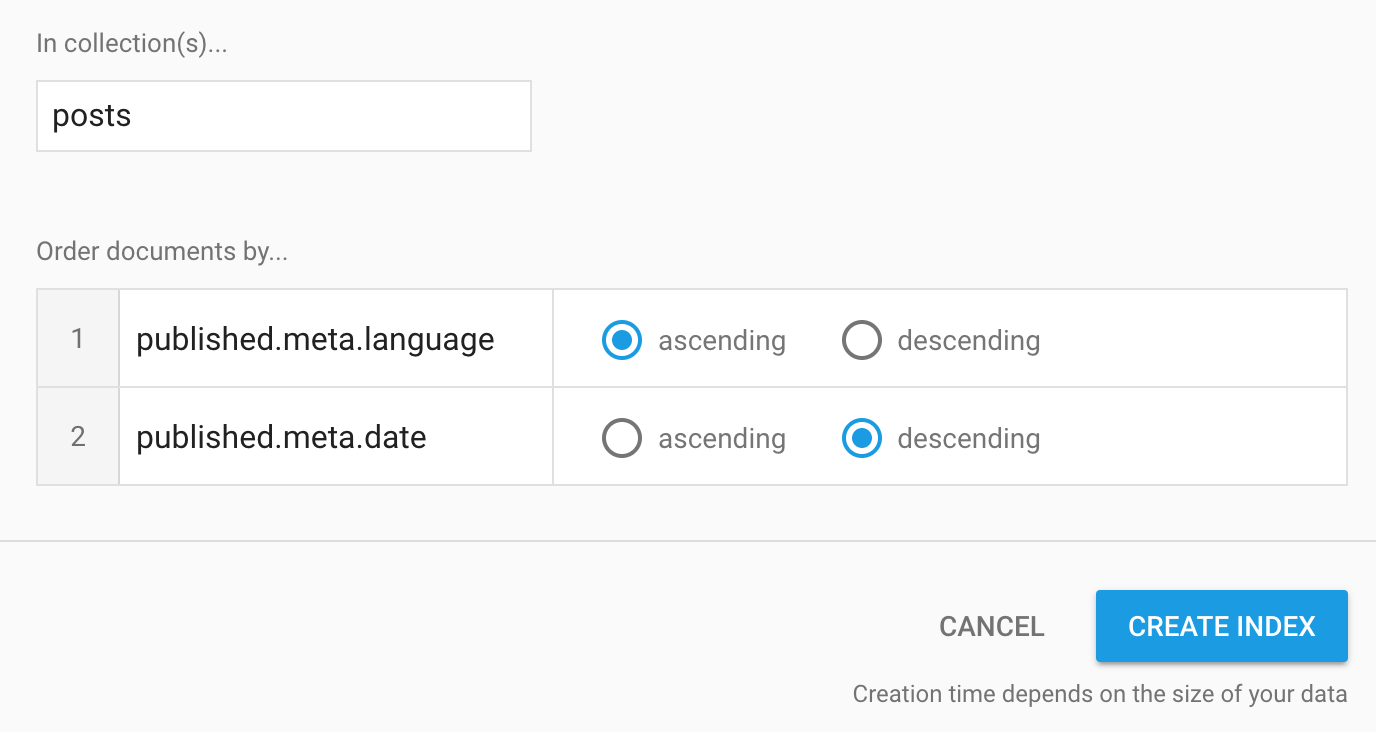 In collection(s)...
posts
Order documents by...
1 published.meta.language ascending descending
2 published.meta.date ascending descending
CANCEL CREATE INDEX
Creation time depends on the size of your data